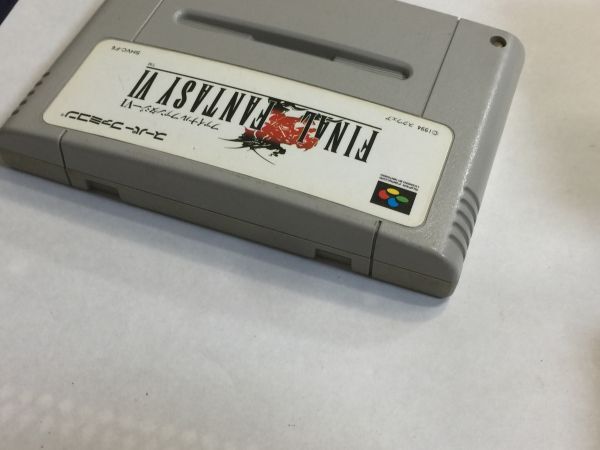 ©1994 スクウェア
FINAL FANTASY VI
TM
ファイナルファンタジーVI
SHVC-F6
スーパーファミコン